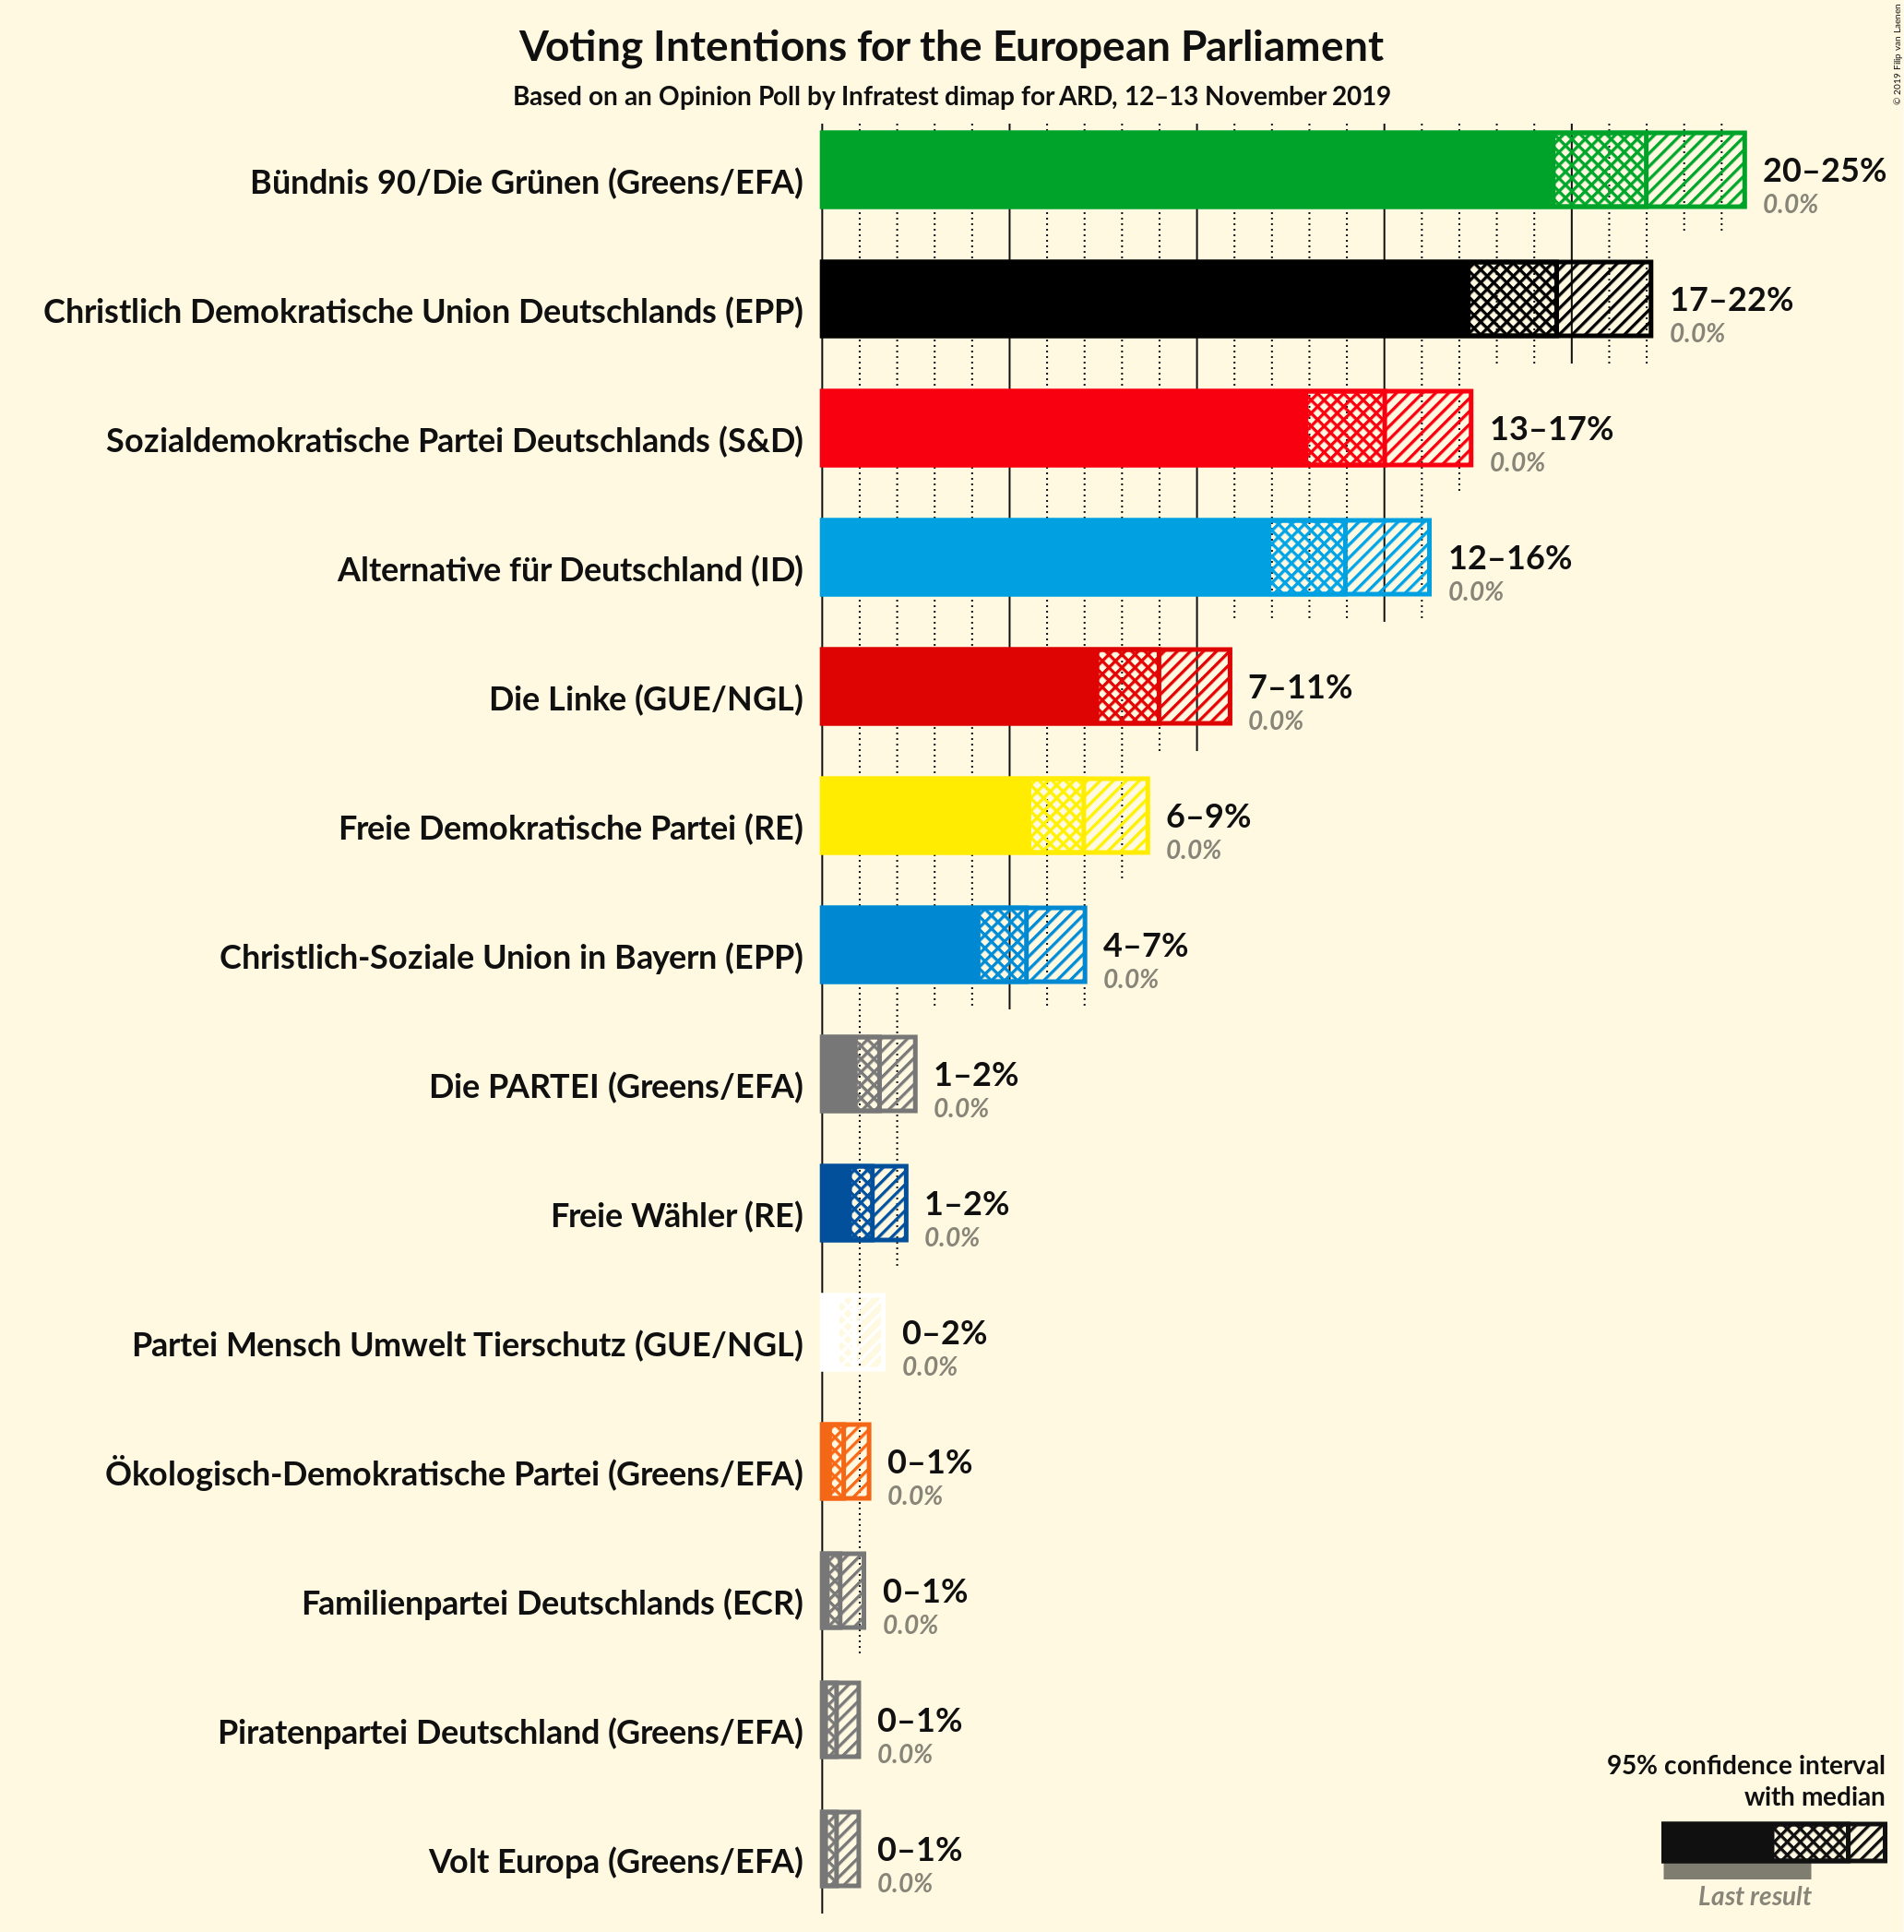 Voting Intentions for the European Parliament
Based on an Opinion Poll by Infratest dimap for ARD, 12–13 November 2019
© 2019 Filip van Laenen
Bündnis 90/Die Grünen (Greens/EFA)
20–25%
0.0%
Christlich Demokratische Union Deutschlands (EPP)
17–22%
0.0%
Sozialdemokratische Partei Deutschlands (S&D)
13–17%
0.0%
Alternative für Deutschland (ID)
12–16%
0.0%
Die Linke (GUE/NGL)
7–11%
0.0%
Freie Demokratische Partei (RE)
6–9%
0.0%
Christlich-Soziale Union in Bayern (EPP)
4–7%
0.0%
Die PARTEI (Greens/EFA)
1–2%
0.0%
Freie Wähler (RE)
1–2%
0.0%
Partei Mensch Umwelt Tierschutz (GUE/NGL)
0–2%
0.0%
Ökologisch-Demokratische Partei (Greens/EFA)
0–1%
0.0%
Familienpartei Deutschlands (ECR)
0–1%
0.0%
Piratenpartei Deutschland (Greens/EFA)
0–1%
0.0%
Volt Europa (Greens/EFA)
0–1%
0.0%
95% confidence interval
with median
Last result